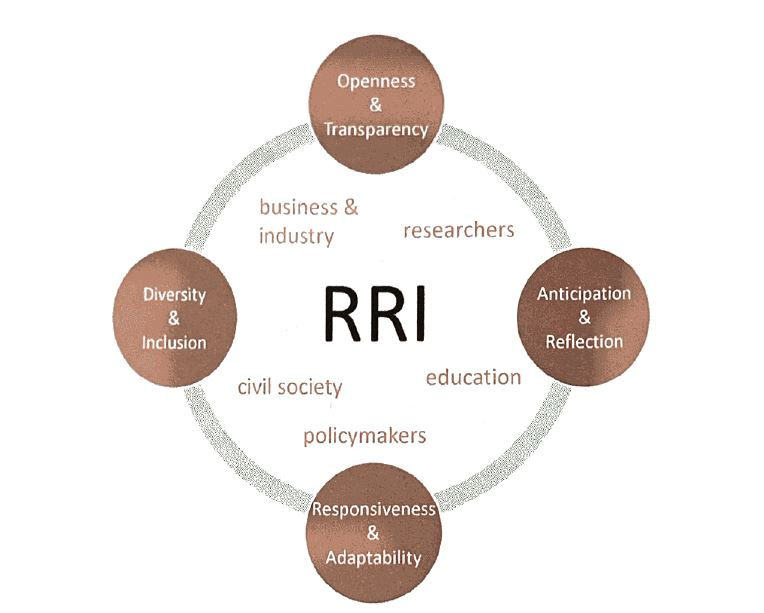 Openness
&
Transparency
business &
industry
researchers
Diversity
&
Inclusion
RRI
Anticipation
&
Reflection
civil society
education
policymakers
Responsiveness
&
Adaptability